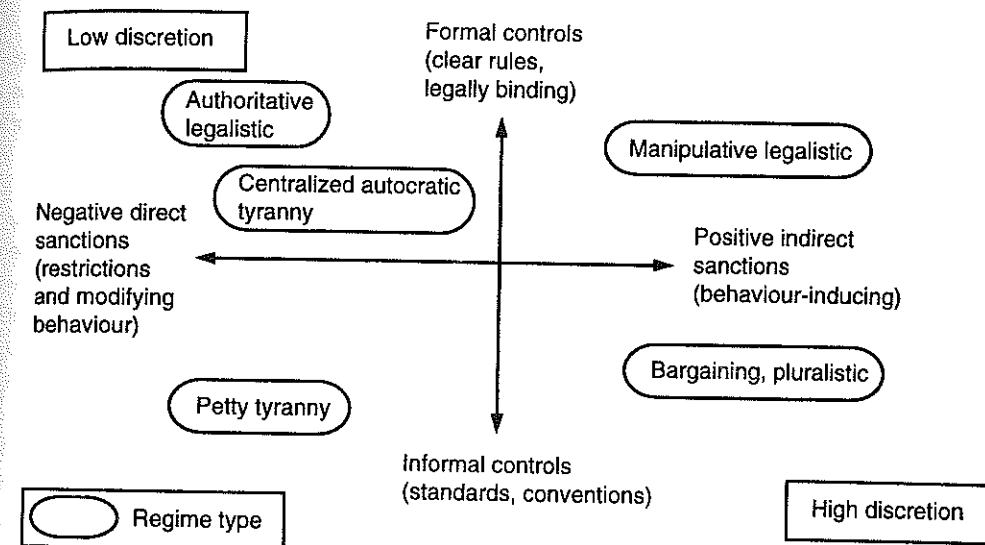 Low discretion
Formal controls
(clear rules,
legally binding)
Authoritative
legalistic
Manipulative legalistic
Centralized autocratic
tyranny
Negative direct
sanctions
(restrictions
and modifying
behaviour)
Positive indirect
sanctions
(behaviour-inducing)
Bargaining, pluralistic
Petty tyranny
Informal controls
(standards, conventions)
Regime type
High discretion